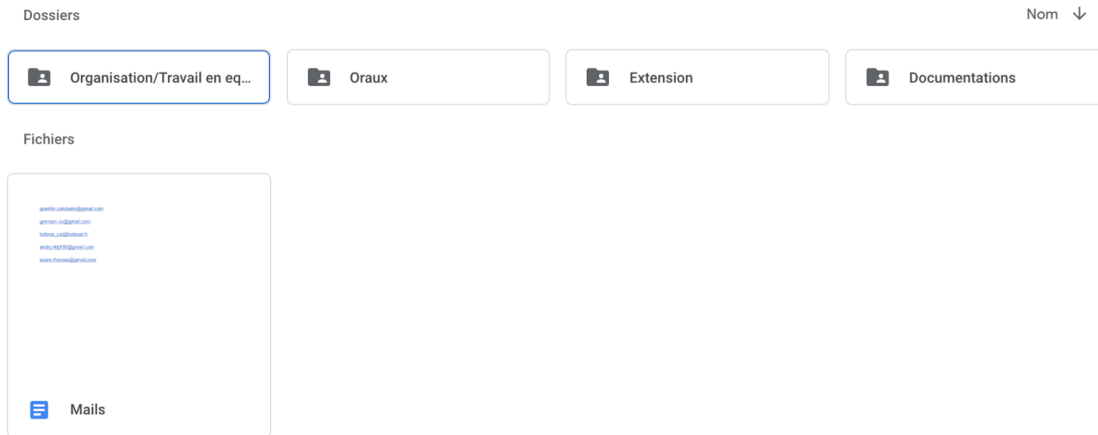 Dossiers
Nom
Organisation/Travail en eq...
Oraux
Extension
Documentations
Fichiers
Mails